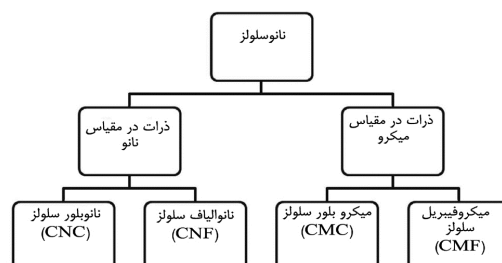 نانوسلولز
ذرات در مقیاس
میکرو
ذرات در مقیاس
نانو
میکروفیبریل
سلولز
(CMF)
میکرو بلور سلولز
(CMC)
نانوالیاف سلولز
(CNF)
نانوبلور سلولز
(CNC)